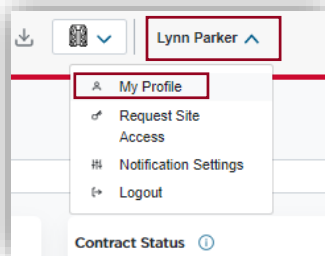 Lynn Parker
My Profile
Request Site
Access
Notification Settings
Logout
Contract Status